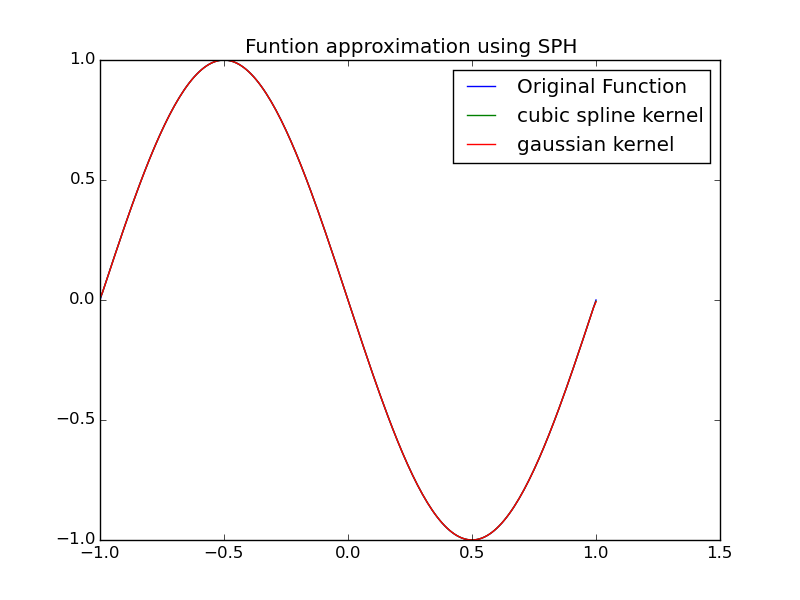 Funtion approximation using SPH
Original Function
cubic spline kernel
gaussian kernel
1.0
0.5
0.0
−0.5
−1.0
−1.0 −0.5 0.0 0.5 1.0 1.5